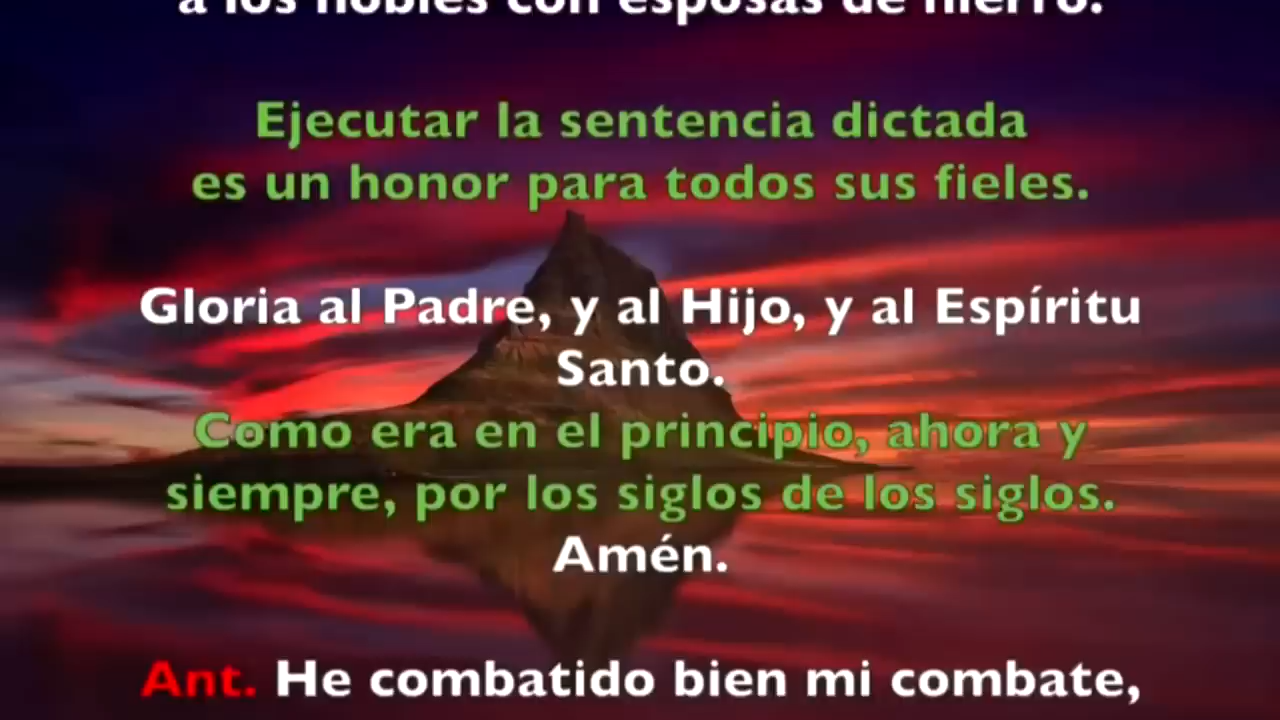 a los nobles con esposas de hierro.
Ejecutar la sentencia dictada
es un honor para todos sus fieles.
Gloria al Padre, y al Hijo, y al Espíritu
Santo.
Como era en el principio, ahora y
siempre, por los siglos de los siglos.
Amén.
Ant. He combatido bien mi combate,